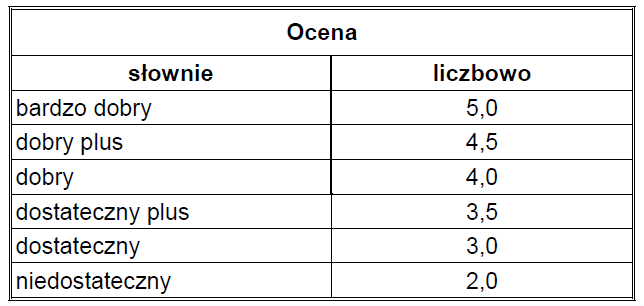 Ocena
słownie liczbowo
bardzo dobry 5,0
dobry plus 4,5
dobry 4,0
dostateczny plus 3,5
dostateczny 3,0
niedostateczny 2,0